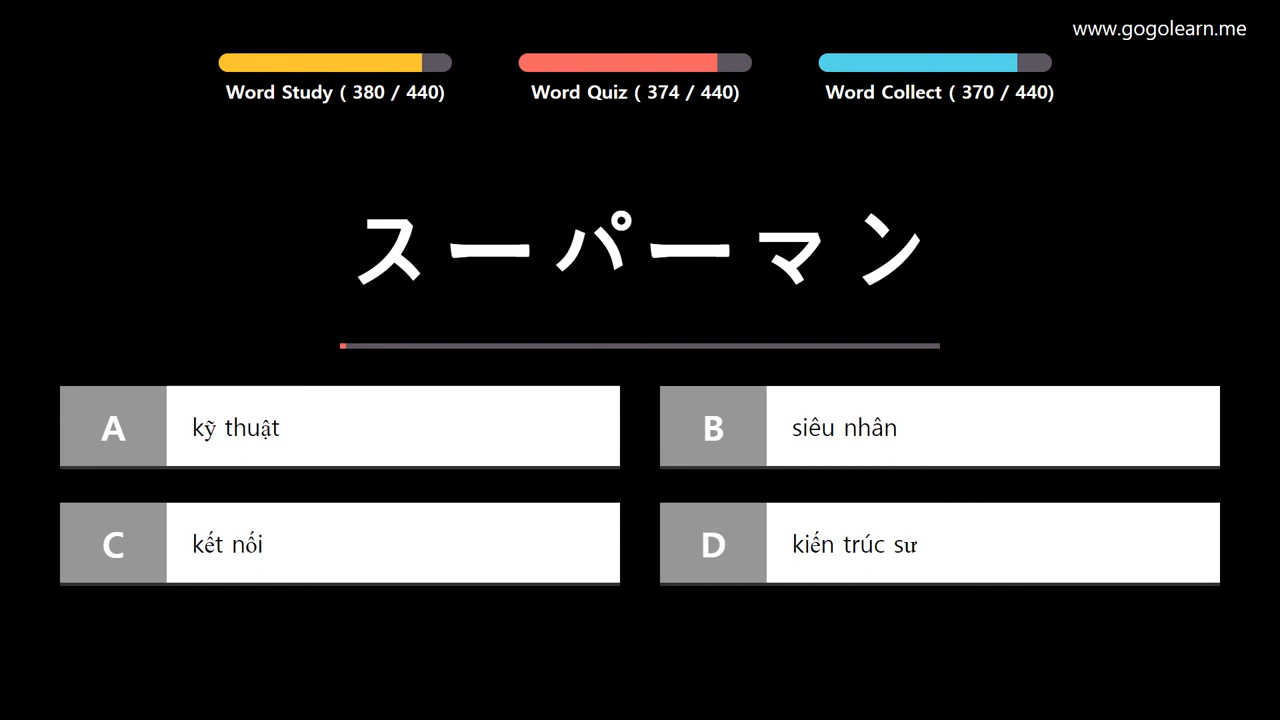 www.gogolearn.me
Word Study ( 380 / 440)
Word Quiz ( 374 / 440)
Word Collect ( 370 / 440)
スーパーマン
A kỹ thuật
B siêu nhân
C kết nối
D kiến trúc sư